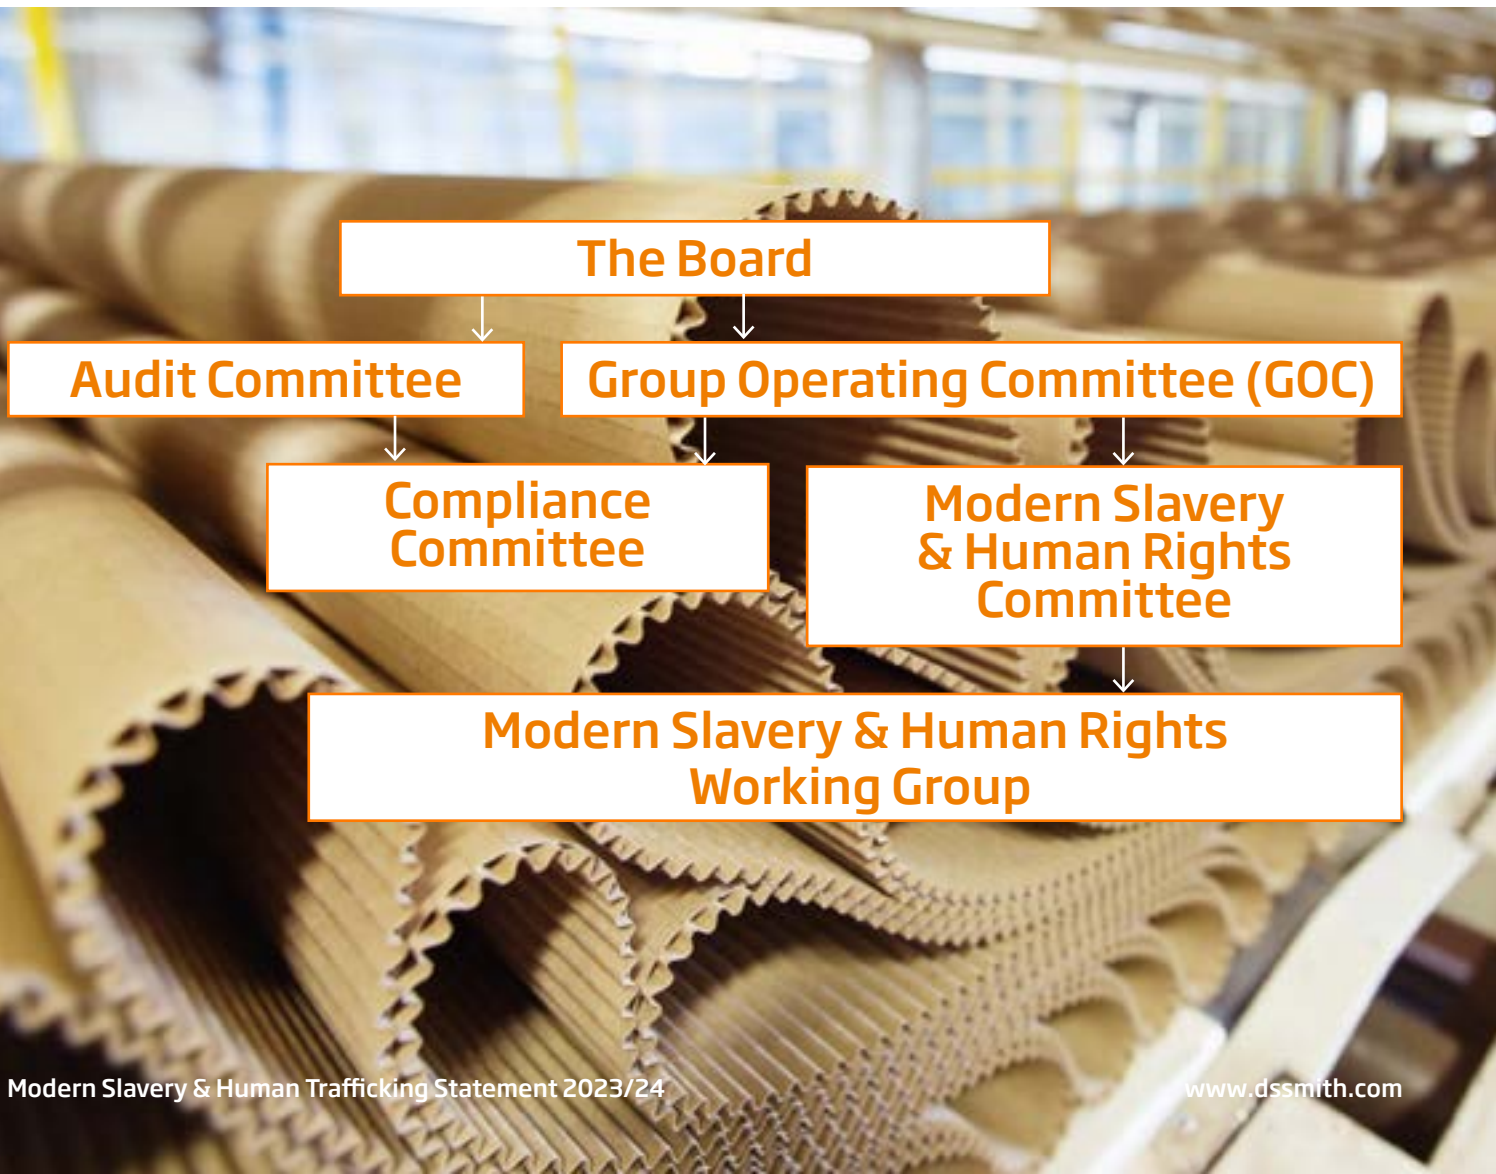 The Board
Audit Committee
Group Operating Committee (GOC)
Compliance
Committee
Modern Slavery
& Human Rights
Committee
Modern Slavery & Human Rights
Working Group
Modern Slavery & Human Trafficking Statement 2023/24
www.dssmith.com